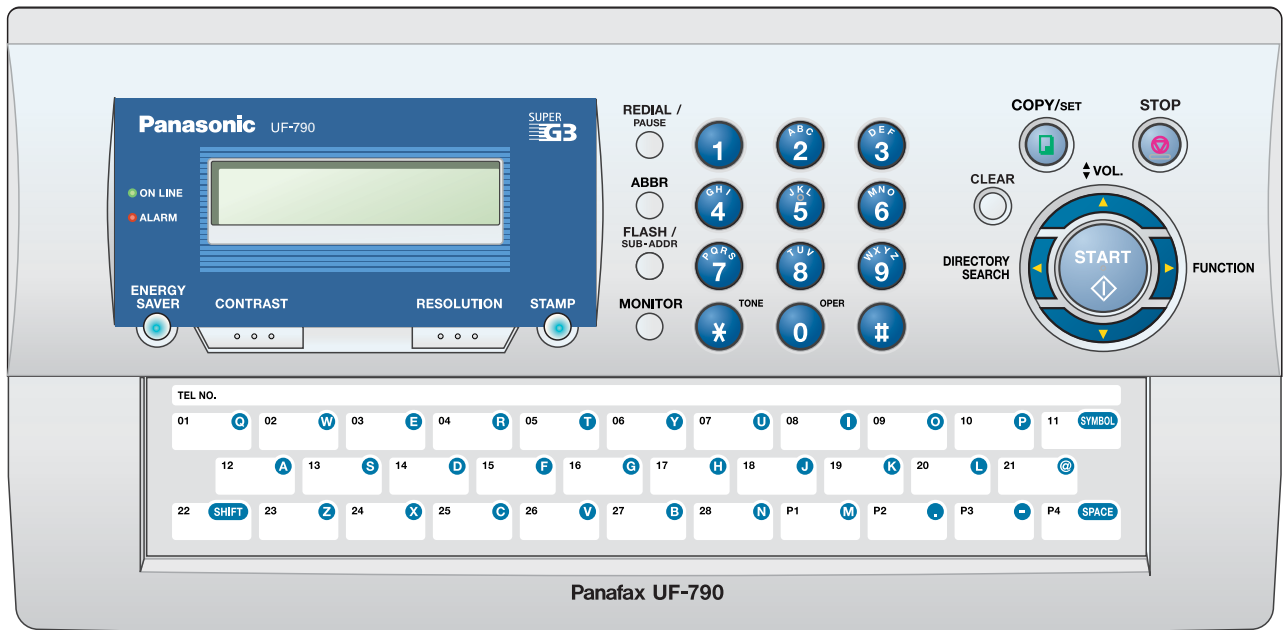 Panasonic UF-790
SUPER
G3
ON LINE
ALARM
ENERGY
SAVER
CONTRAST
RESOLUTION
STAMP
REDIAL /
PAUSE
ABBR
FLASH /
SUB-ADDR
MONITOR
1
ABC
2
DEF
3
GHI
4
JKL
5
MNO
6
PQRS
7
TUV
8
WXYZ
9
* TONE
0 OPER
#
COPY/SET
STOP
CLEAR
VOL.
DIRECTORY
SEARCH
START
FUNCTION
TEL NO.
01 Q 02 W 03 E 04 R 05 T 06 Y 07 U 08 I 09 O 10 P 11 SYMBOL
12 A 13 S 14 D 15 F 16 G 17 H 18 J 19 K 20 L 21 @
22 SHIFT 23 Z 24 X 25 C 26 V 27 B 28 N P1 M P2 . P3 - P4 SPACE
Panafax UF-790